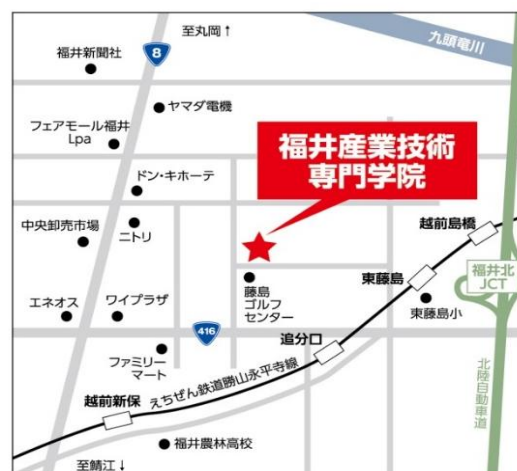 至丸岡↑
九頭竜川
福井新聞社
8
ヤマダ電機
フェアモール福井
Lpa
福井産業技術
専門学院
ドン・キホーテ
中央卸売市場
ニトリ
越前島橋
福井北
JCT
東藤島
藤島
ゴルフ
センター
エネオス
ワイプラザ
東藤島小
416
追分口
ファミリー
マート
えちぜん鉄道勝山永平寺線
北陸自動車道
越前新保
福井農林高校
至鯖江↓